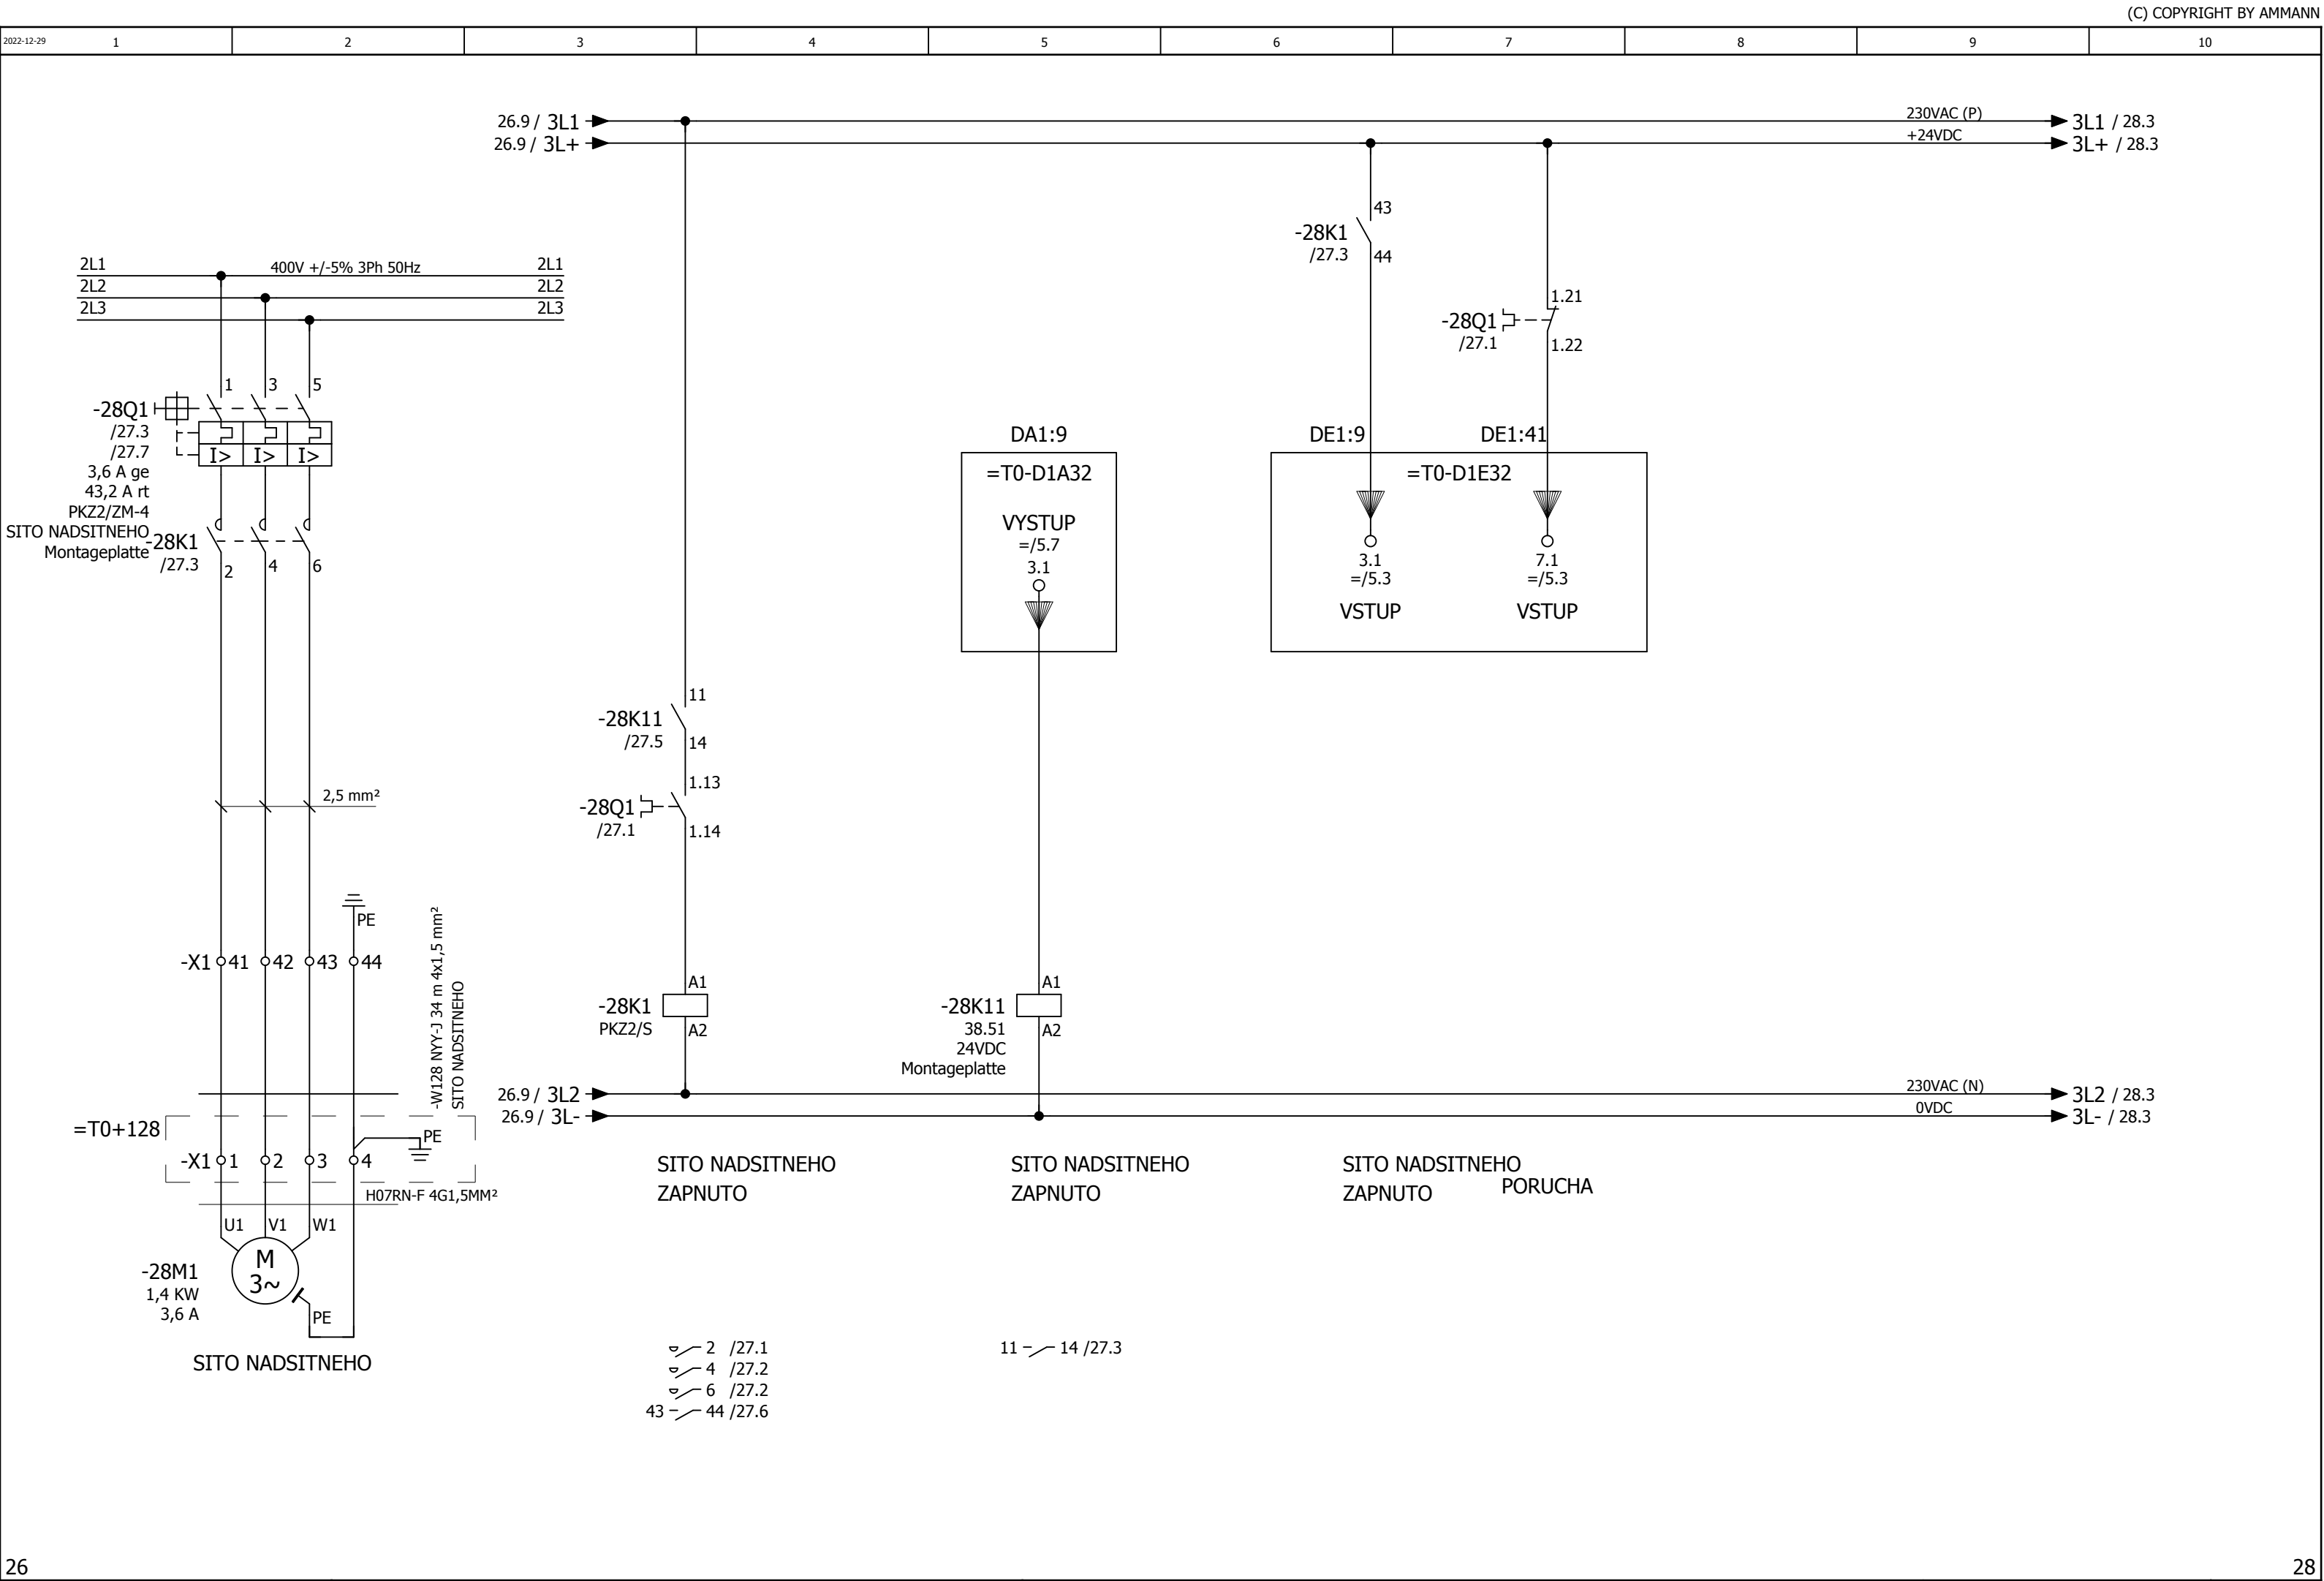 (C) COPYRIGHT BY AMMANN
2022-12-29 1 2 3 4 5 6 7 8 9 10
26.9 / 3L1
230VAC (P)
3L1 / 28.3
26.9 / 3L+
+24VDC
3L+ / 28.3
43
-28K1
/27.3
44
2L1 400V +/-5% 3Ph 50Hz 2L1
2L2 2L2
2L3 2L3
1.21
-28Q1
/27.1
1.22
1 3 5
-28Q1
/27.3
/27.7
3,6 A ge
43,2 A rt
PKZ2/ZM-4
SITO NADSITNEHO
Montageplatte
I> I> I>
-28K1
/27.3
2 4 6
DA1:9
=T0-D1A32
VYSTUP
=/5.7
3.1
DE1:9 DE1:41
=T0-D1E32
3.1 7.1
=/5.3 =/5.3
VSTUP VSTUP
11
-28K11
/27.5
14
1.13
-28Q1
/27.1
1.14
2,5 mm²
PE
-X1 41 42 43 44
-W128 NYY-J 34 m 4x1,5 mm²
SITO NADSITNEHO
A1
-28K1
PKZ2/S
A2
A1
-28K11
38.51
24VDC
Montageplatte
A2
26.9 / 3L2
230VAC (N)
3L2 / 28.3
26.9 / 3L-
0VDC
3L- / 28.3
=T0+128
PE
-X1 1 2 3 4
H07RN-F 4G1,5MM²
U1 V1 W1
M
3~
-28M1
1,4 KW
3,6 A
PE
SITO NADSITNEHO
SITO NADSITNEHO
ZAPNUTO
SITO NADSITNEHO
ZAPNUTO
SITO NADSITNEHO
ZAPNUTO
PORUCHA
2 /27.1
4 /27.2
6 /27.2
43 44 /27.6
11 14 /27.3
26
28